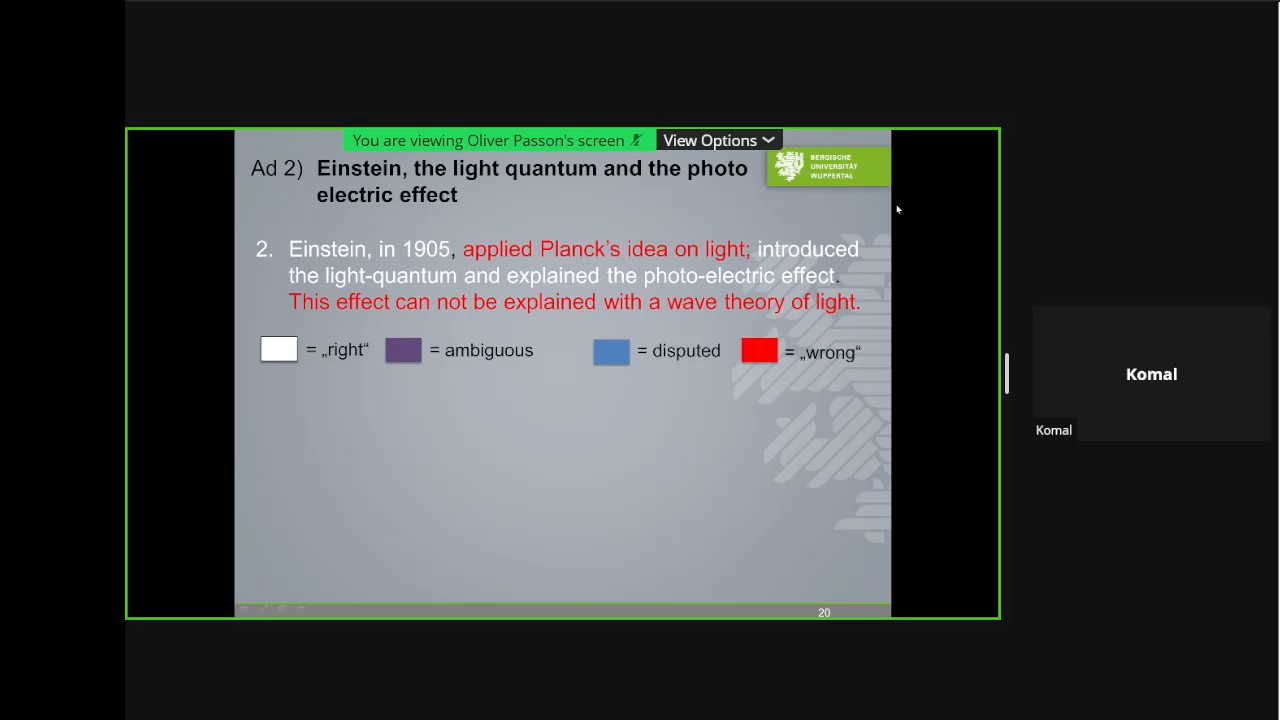 You are viewing Oliver Passon's screen
View Options
Ad 2) Einstein, the light quantum and the photo
electric effect
BERGISCHE
UNIVERSITÄT
WUPPERTAL
2. Einstein, in 1905, applied Planck's idea on light; introduced
the light-quantum and explained the photo-electric effect.
This effect can not be explained with a wave theory of light.
= „right“ = ambiguous = disputed = „wrong“
Komal
Komal
20